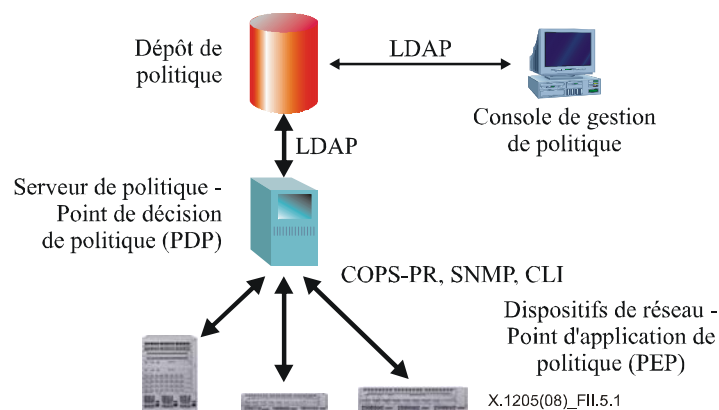 Dépôt de
politique
LDAP
Console de gestion
de politique
LDAP
Serveur de politique -
Point de décision
de politique (PDP)
COPS-PR, SNMP, CLI
Dispositifs de réseau -
Point d'application de
politique (PEP)
X.1205(08)_FII.5.1